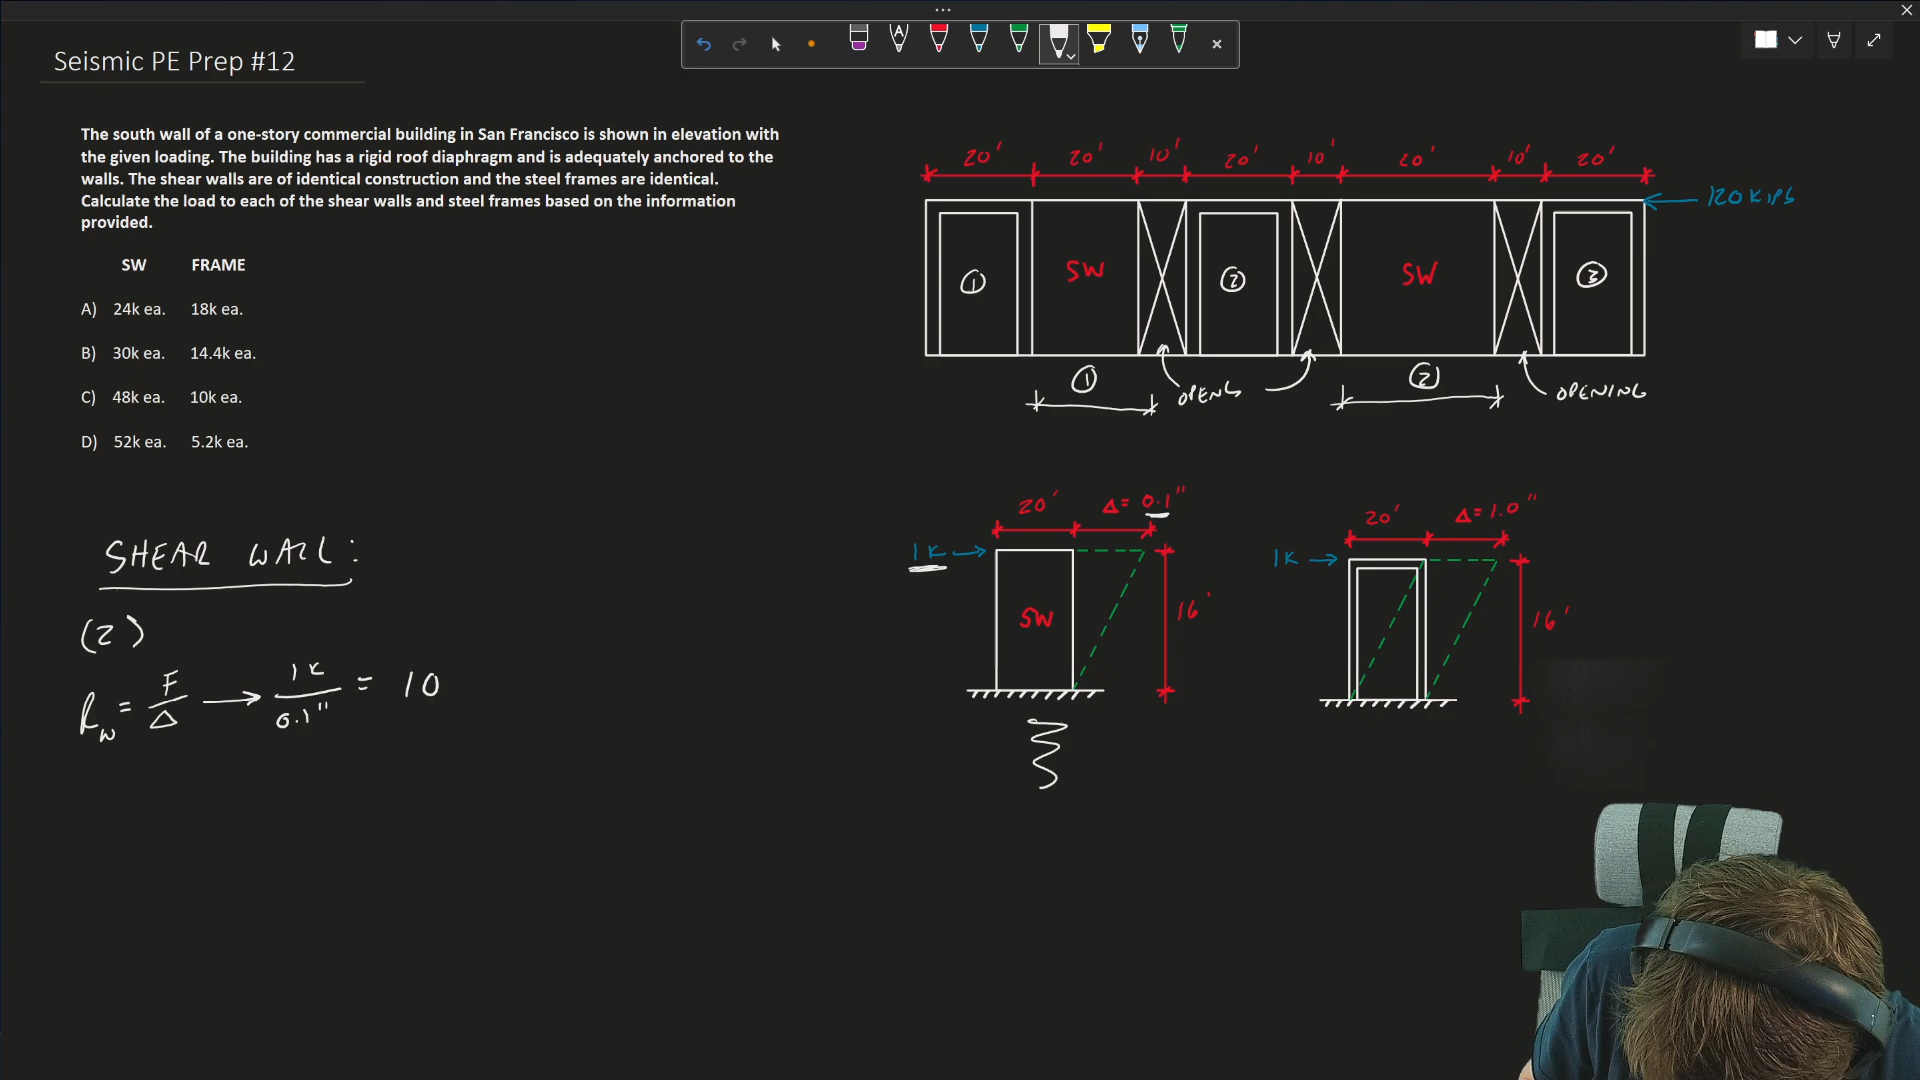 Seismic PE Prep #12
The south wall of a one-story commercial building in San Francisco is shown in elevation with
the given loading. The building has a rigid roof diaphragm and is adequately anchored to the
walls. The shear walls are of identical construction and the steel frames are identical.
Calculate the load to each of the shear walls and steel frames based on the information
provided.
SW FRAME
A) 24k ea. 18k ea.
B) 30k ea. 14.4k ea.
C) 48k ea. 10k ea.
D) 52k ea. 5.2k ea.
20' 20' 10' 20' 10' 20' 10' 20'
120 KIPS
1 SW 2 SW 3
1 2
OPENG OPENING
20' Δ= 0.1"
1K
SW 16'
20' Δ= 1.0"
1K
16'
SHEAR WALL:
(2)
Rw = F/Δ → 1K/0.1" = 10